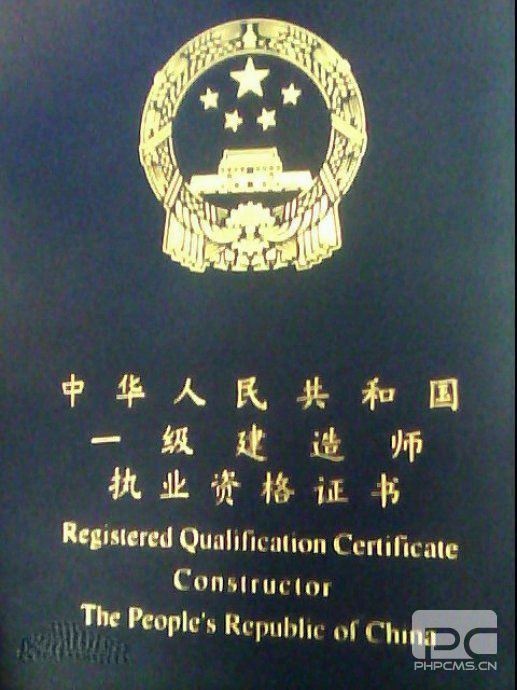 中华人民共和国
一级建造师
执业资格证书
Registered Qualification Certificate
Constructor
The People's Republic of China
PC
PHPCMS.CN